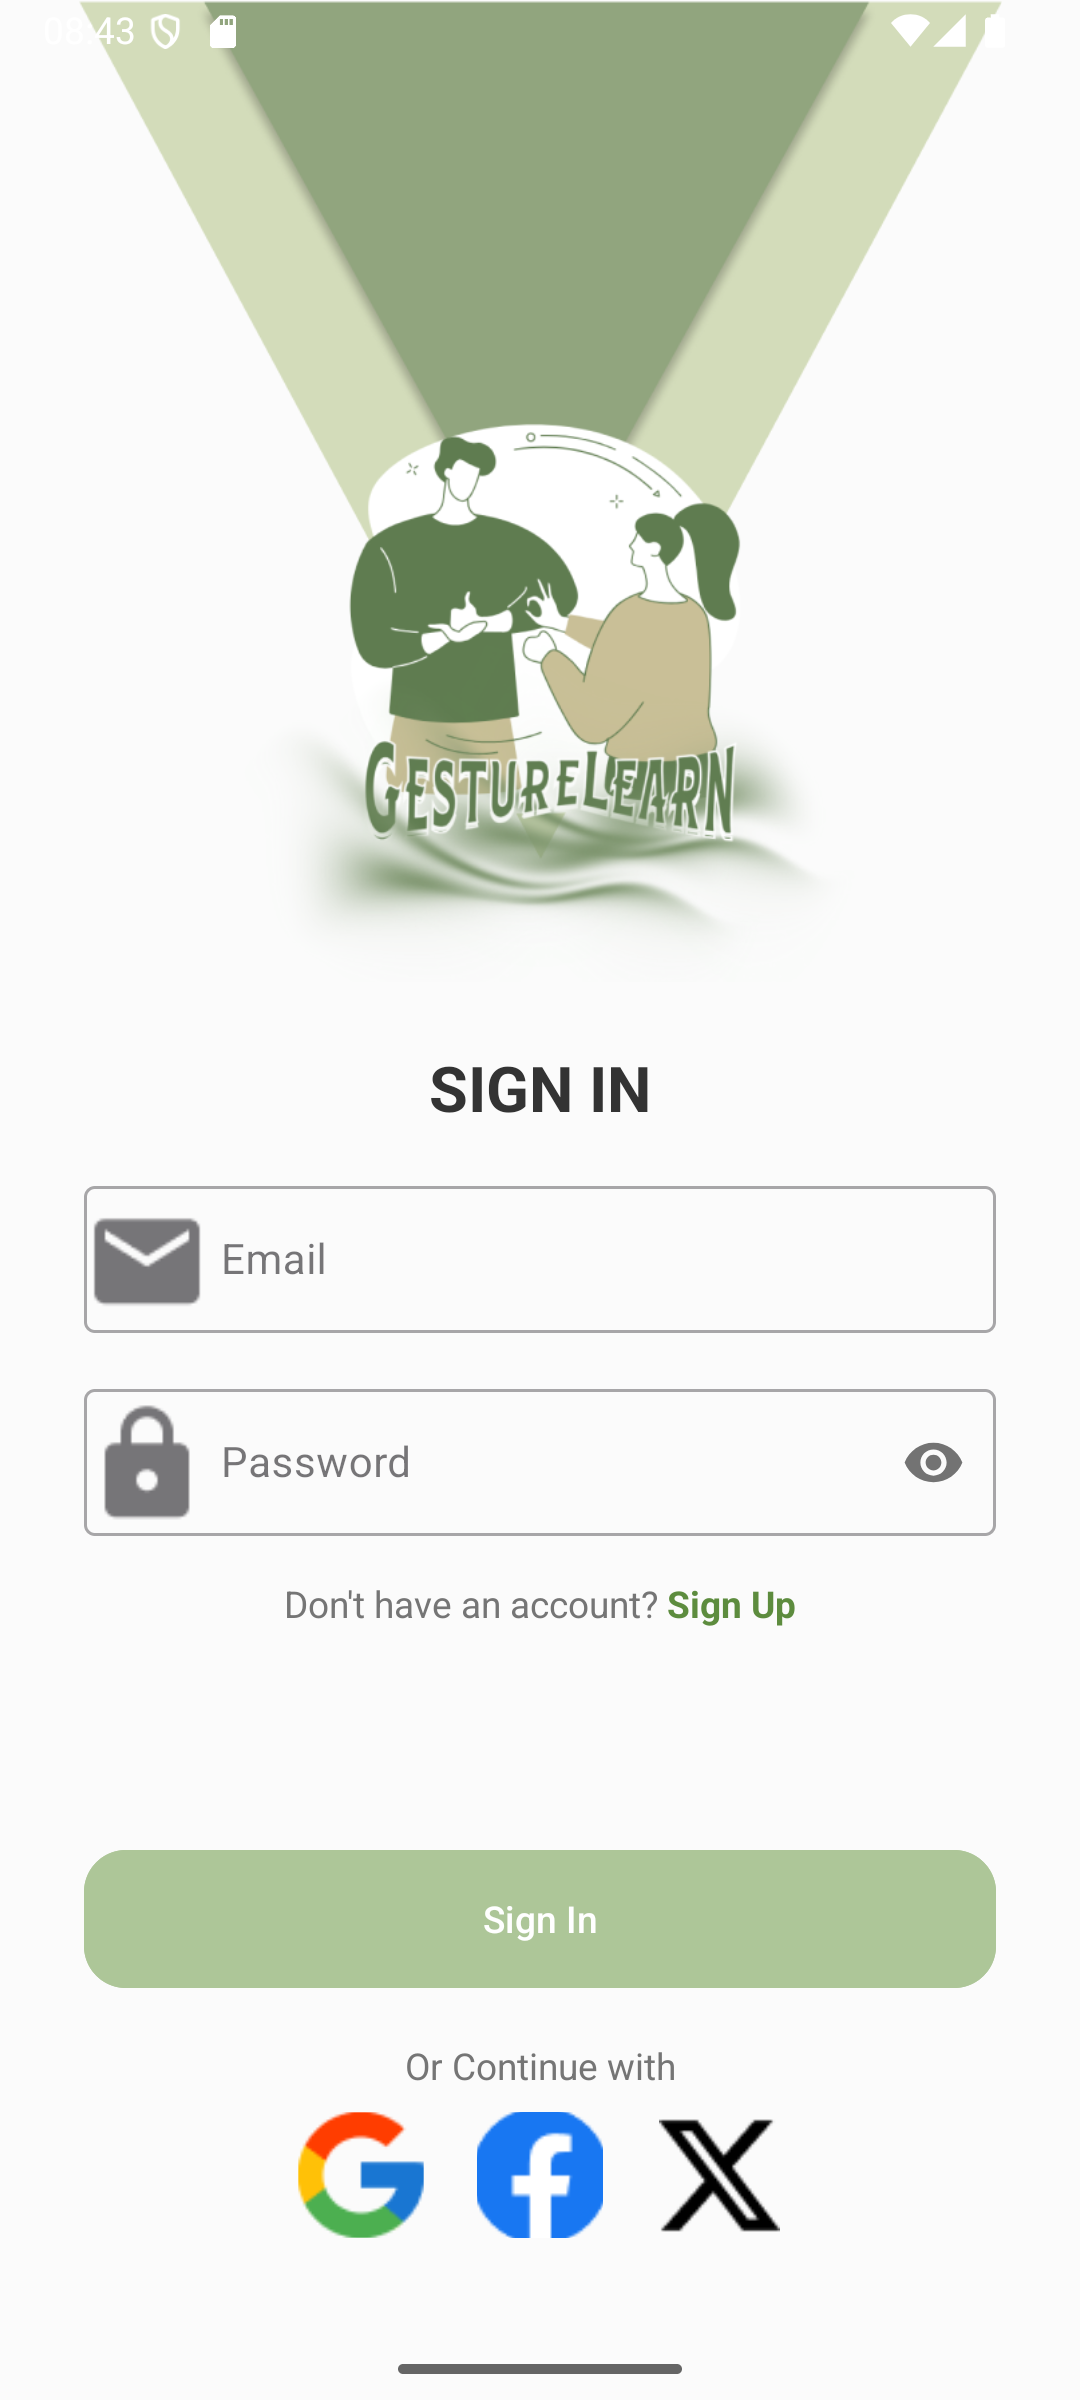 08:43
GESTURELEARN
SIGN IN
Email
Password
Don't have an account? Sign Up
Sign In
Or Continue with